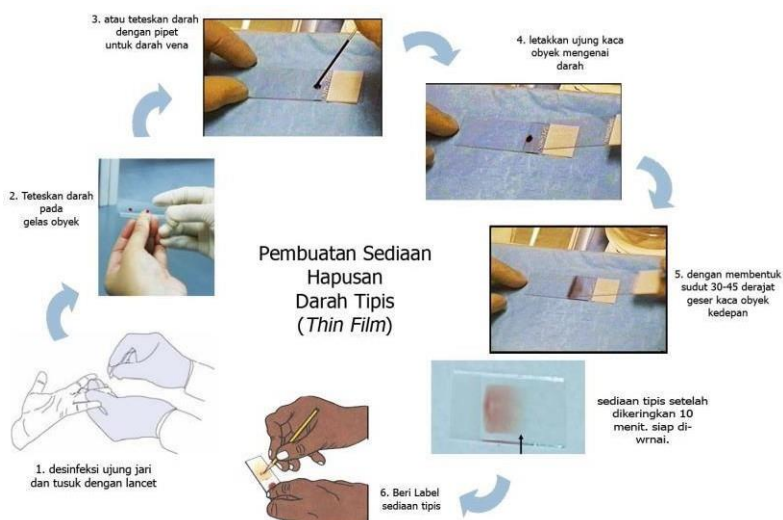 Pembuatan Sediaan
Hapusan
Darah Tipis
(Thin Film)
1. desinfeksi ujung jari
dan tusuk dengan lancet
2. Teteskan darah
pada
gelas obyek
3. atau teteskan darah
dengan pipet
untuk darah vena
4. letakkan ujung kaca
obyek mengenai
darah
5. dengan membentuk
sudut 30-45 derajat
geser kaca obyek
kedepan
sediaan tipis setelah
dikeringkan 10
menit. siap di-
wrnai.
6. Beri Label
sediaan tipis